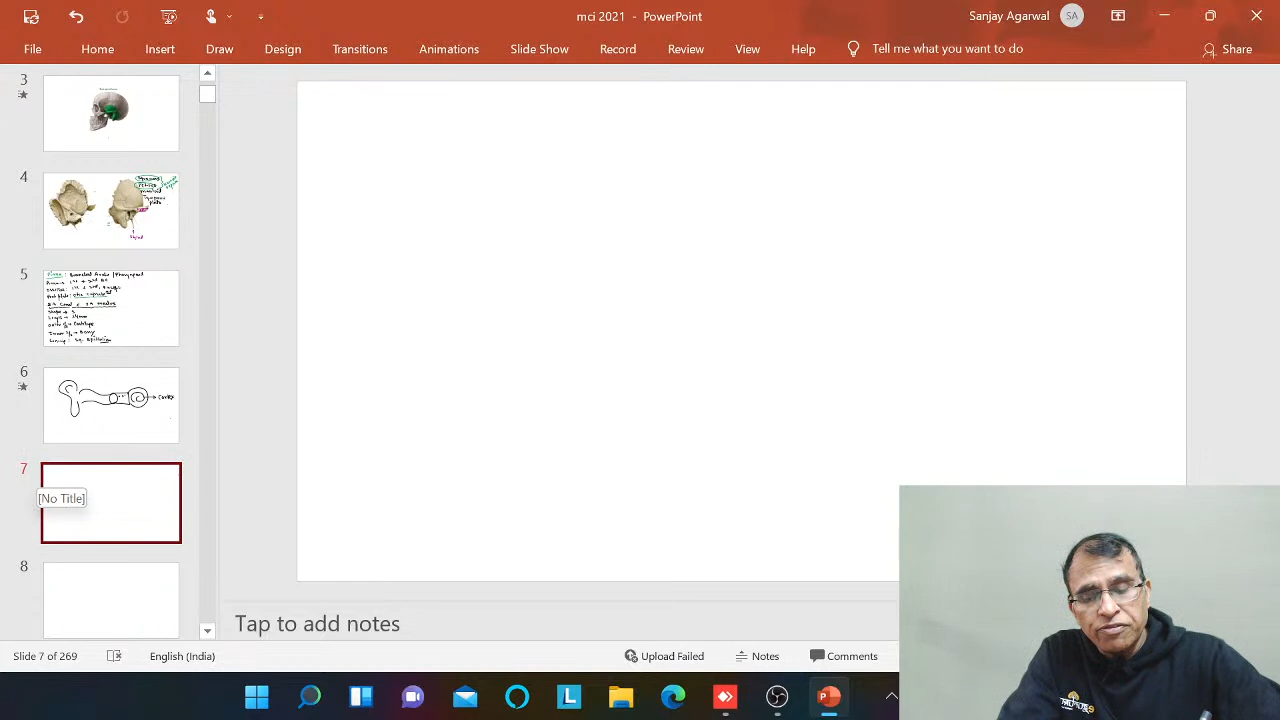 mci 2021 - PowerPoint
Sanjay Agarwal
SA
File
Home
Insert
Draw
Design
Transitions
Animations
Slide Show
Record
Review
View
Help
Tell me what you want to do
Share
3
4
5
6
7
[No Title]
8
Tap to add notes
Slide 7 of 269
English (India)
Upload Failed
Notes
Comments